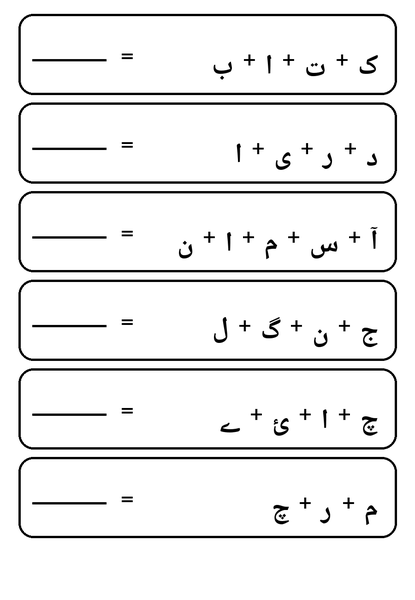 ک + ت + ا + ب = ______
د + ر + ی + ا = ______
آ + س + م + ا + ن = ______
ج + ن + گ + ل = ______
چ + ا + ئ + ے = ______
م + ر + چ = ______